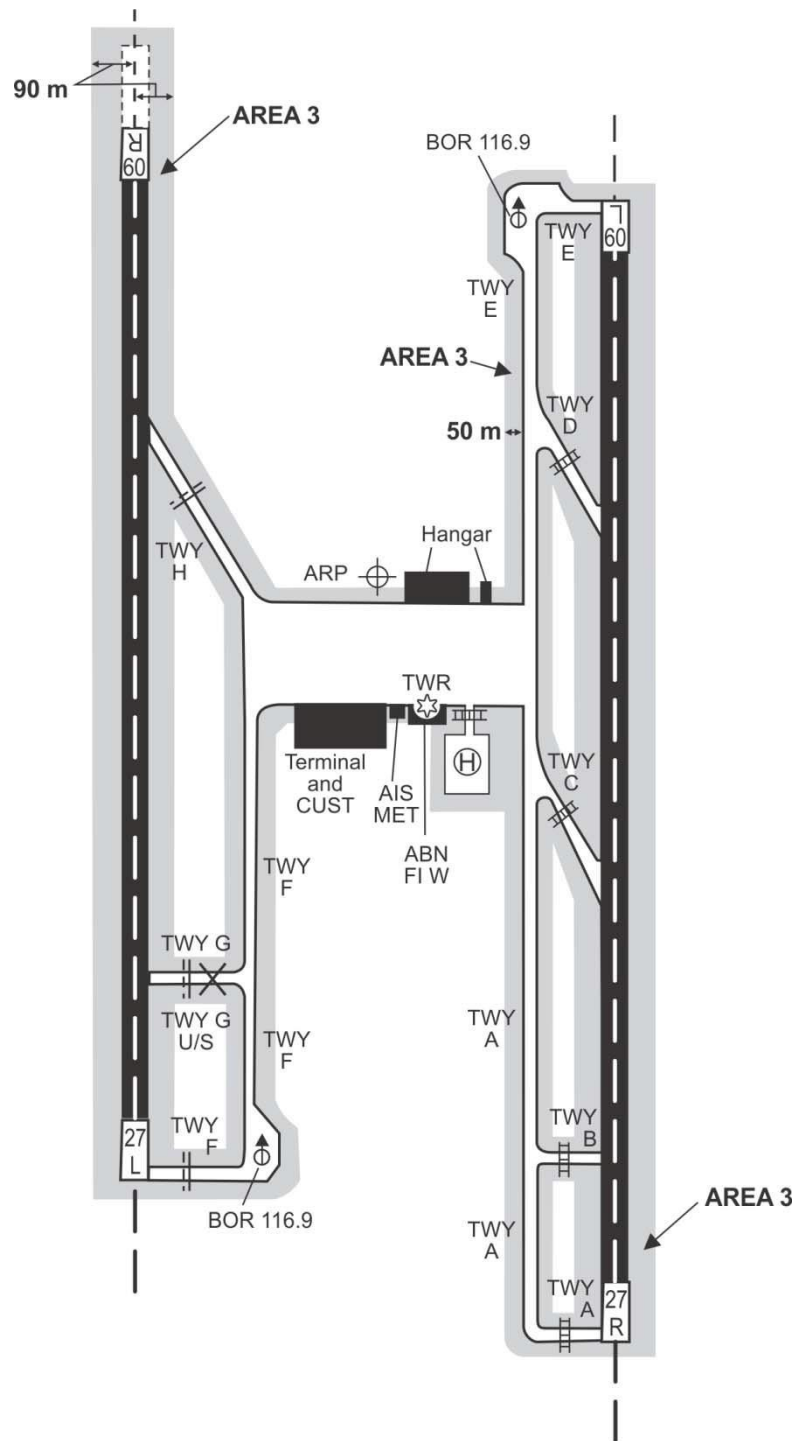 90 m
AREA 3
09
R
BOR 116.9
09
L
TWY
E
TWY
E
AREA 3
50 m
TWY
D
TWY
H
ARP
Hangar
TWR
H
Terminal
and
CUST
AIS
MET
ABN
Fl W
TWY
C
TWY
F
TWY G
TWY G
U/S
TWY
F
TWY
A
TWY
B
27
L
TWY
F
BOR 116.9
AREA 3
TWY
A
TWY
A
27
R